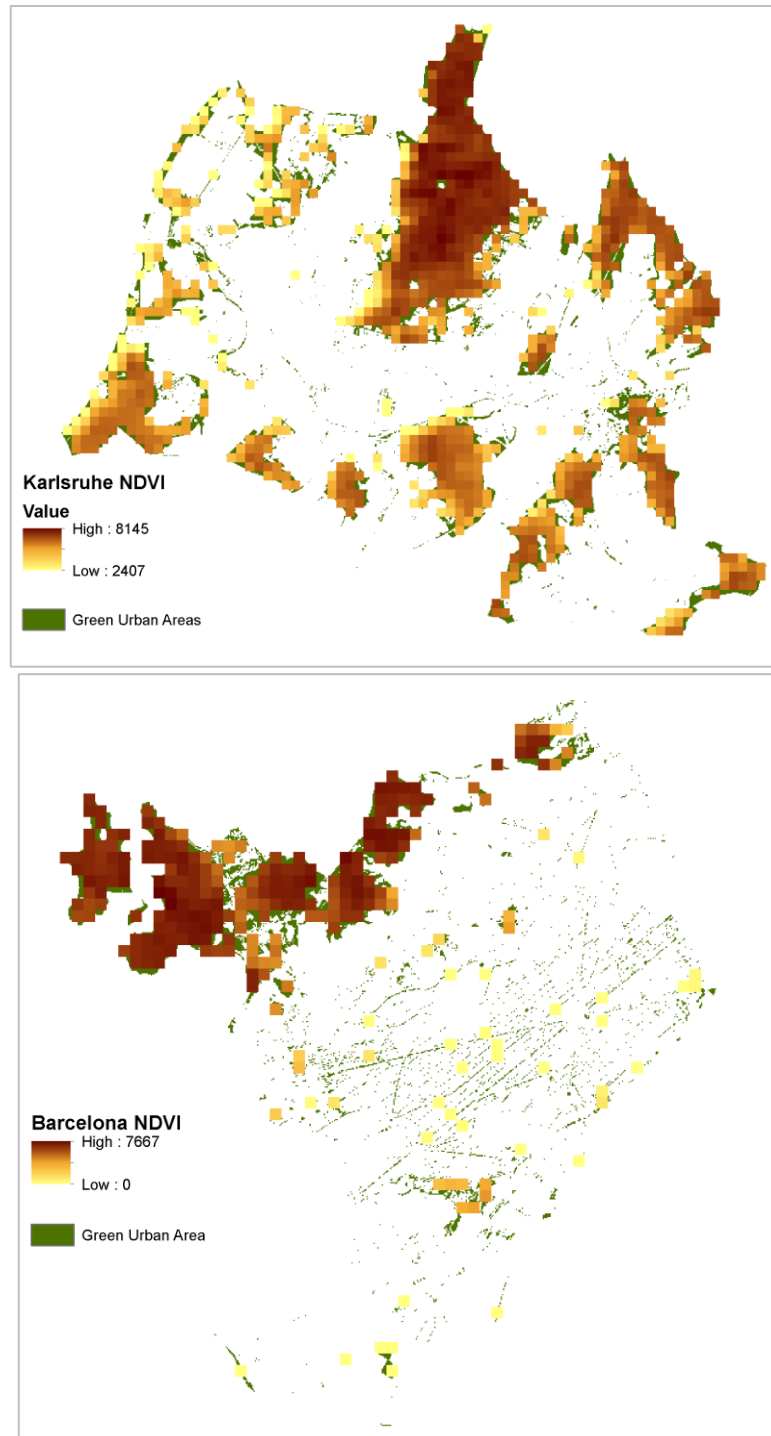 Karlsruhe NDVI
Value
High : 8145
Low : 2407
Green Urban Areas
Barcelona NDVI
High : 7667
Low : 0
Green Urban Area